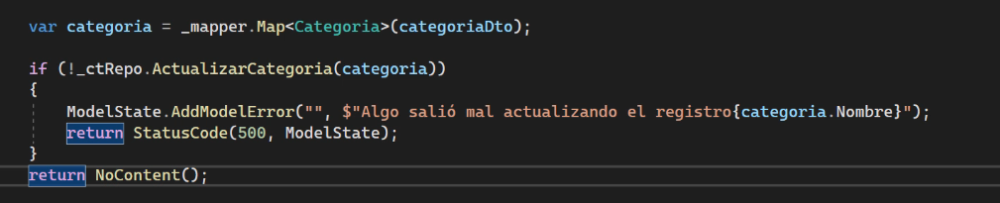 var categoria = _mapper.Map<Categoria>(categoriaDto);
if (!_ctRepo.ActualizarCategoria(categoria))
{
ModelState.AddModelError("", $"Algo salió mal actualizando el registro{categoria.Nombre}");
return StatusCode(500, ModelState);
}
return NoContent();